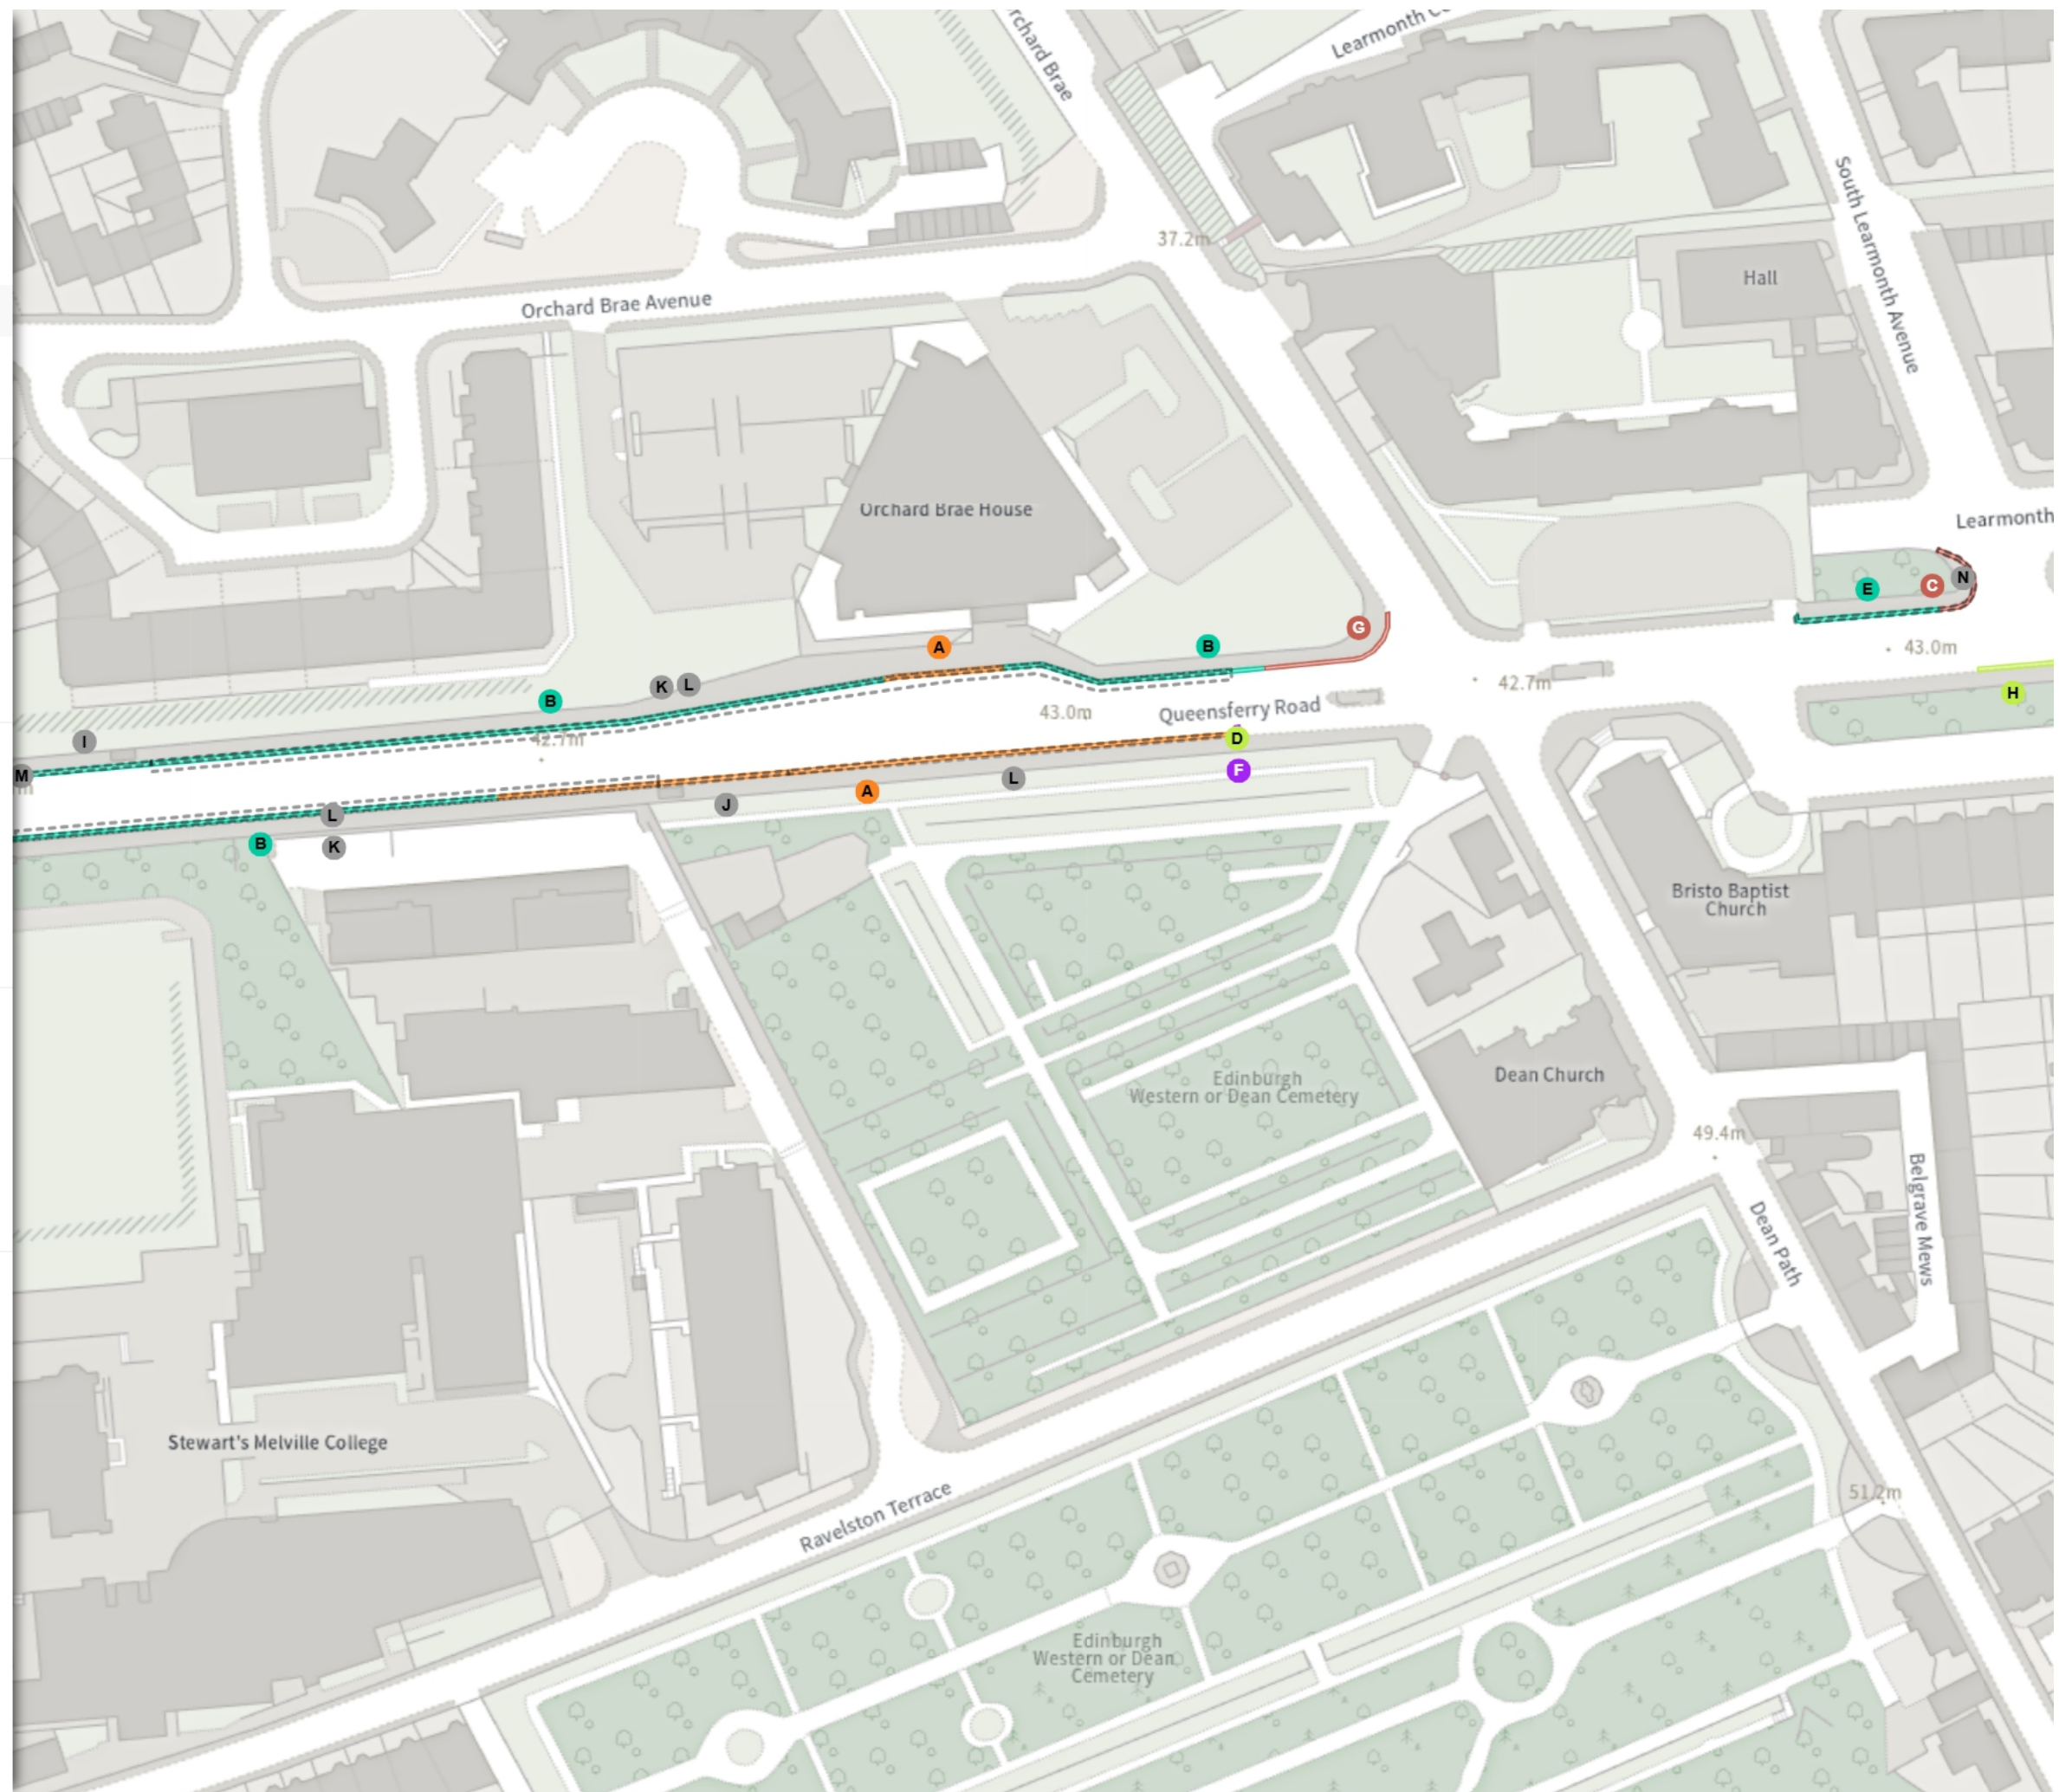 Orchard Brae
Learmonth
37.2m
Hall
South Learmonth Avenue
Orchard Brae Avenue
Orchard Brae House
Learmonth
N
C
E
G
43.0m
A
B
K
L
B
42.7m
H
I
43.0m
Queensferry Road
42.7m
D
M
F
L
A
J
L
B
K
Bristo Baptist
Church
Edinburgh
Western or Dean Cemetery
Dean Church
49.4m
Belgrave Mews
Dean Path
Stewart's Melville College
51.2m
Ravelston Terrace
Edinburgh
Western or Dean
Cemetery